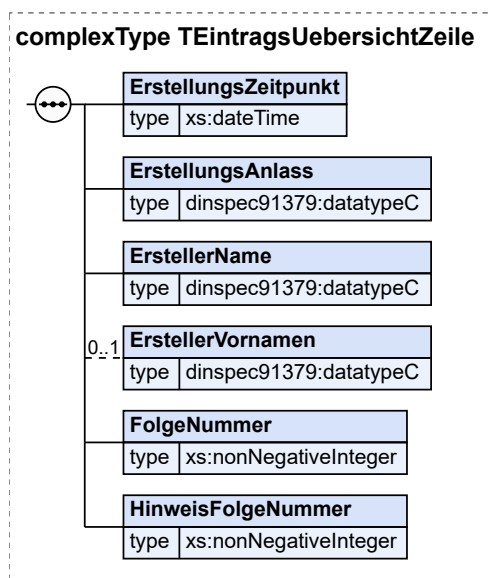 complexType TEintragsUebersichtZeile
ErstellungsZeitpunkt
type xs:dateTime
ErstellungsAnlass
type dinspec91379:datatypeC
ErstellerName
type dinspec91379:datatypeC
0..1
ErstellerVornamen
type dinspec91379:datatypeC
FolgeNummer
type xs:nonNegativeInteger
HinweisFolgeNummer
type xs:nonNegativeInteger